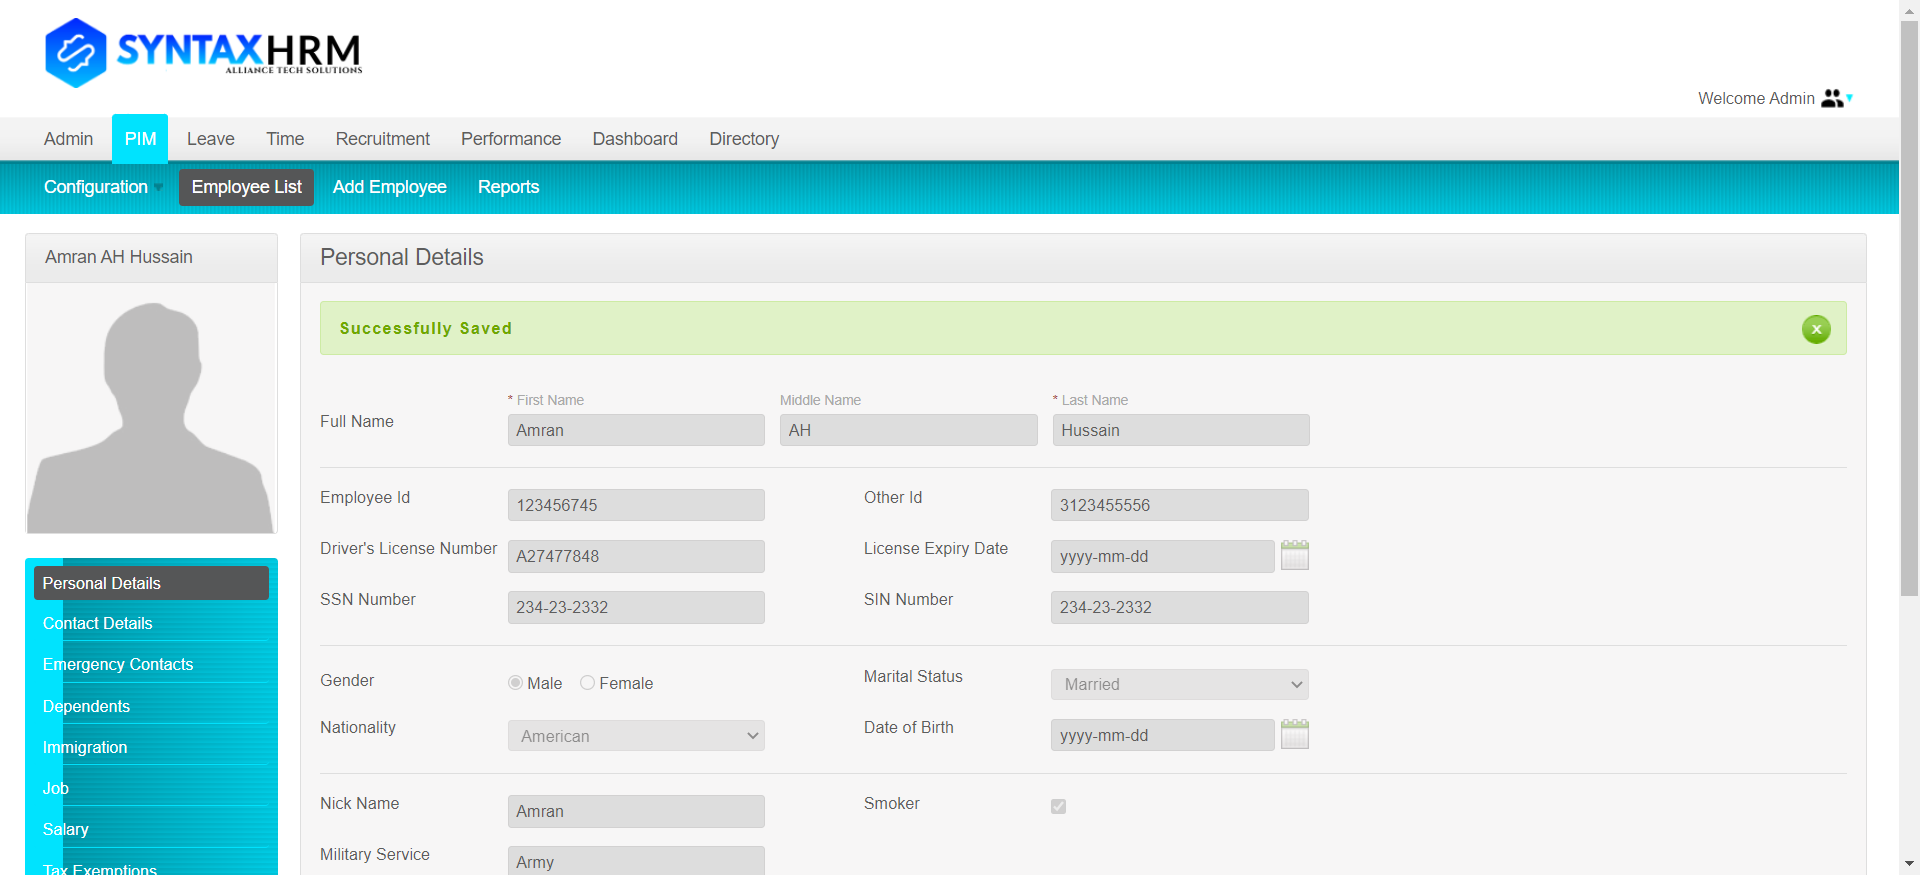 SYNTAXHRM
ALLIANCE TECH SOLUTIONS
Welcome Admin
Admin PIM Leave Time Recruitment Performance Dashboard Directory
Configuration Employee List Add Employee Reports
Amran AH Hussain
Personal Details
Contact Details
Emergency Contacts
Dependents
Immigration
Job
Salary
Tax Exemptions
Personal Details
Successfully Saved
x
* First Name Middle Name * Last Name
Full Name Amran AH Hussain
Employee Id 123456745 Other Id 3123455556
Driver's License Number A27477848 License Expiry Date yyyy-mm-dd
SSN Number 234-23-2332 SIN Number 234-23-2332
Gender Male Female Marital Status Married
Nationality American Date of Birth yyyy-mm-dd
Nick Name Amran Smoker
Military Service Army